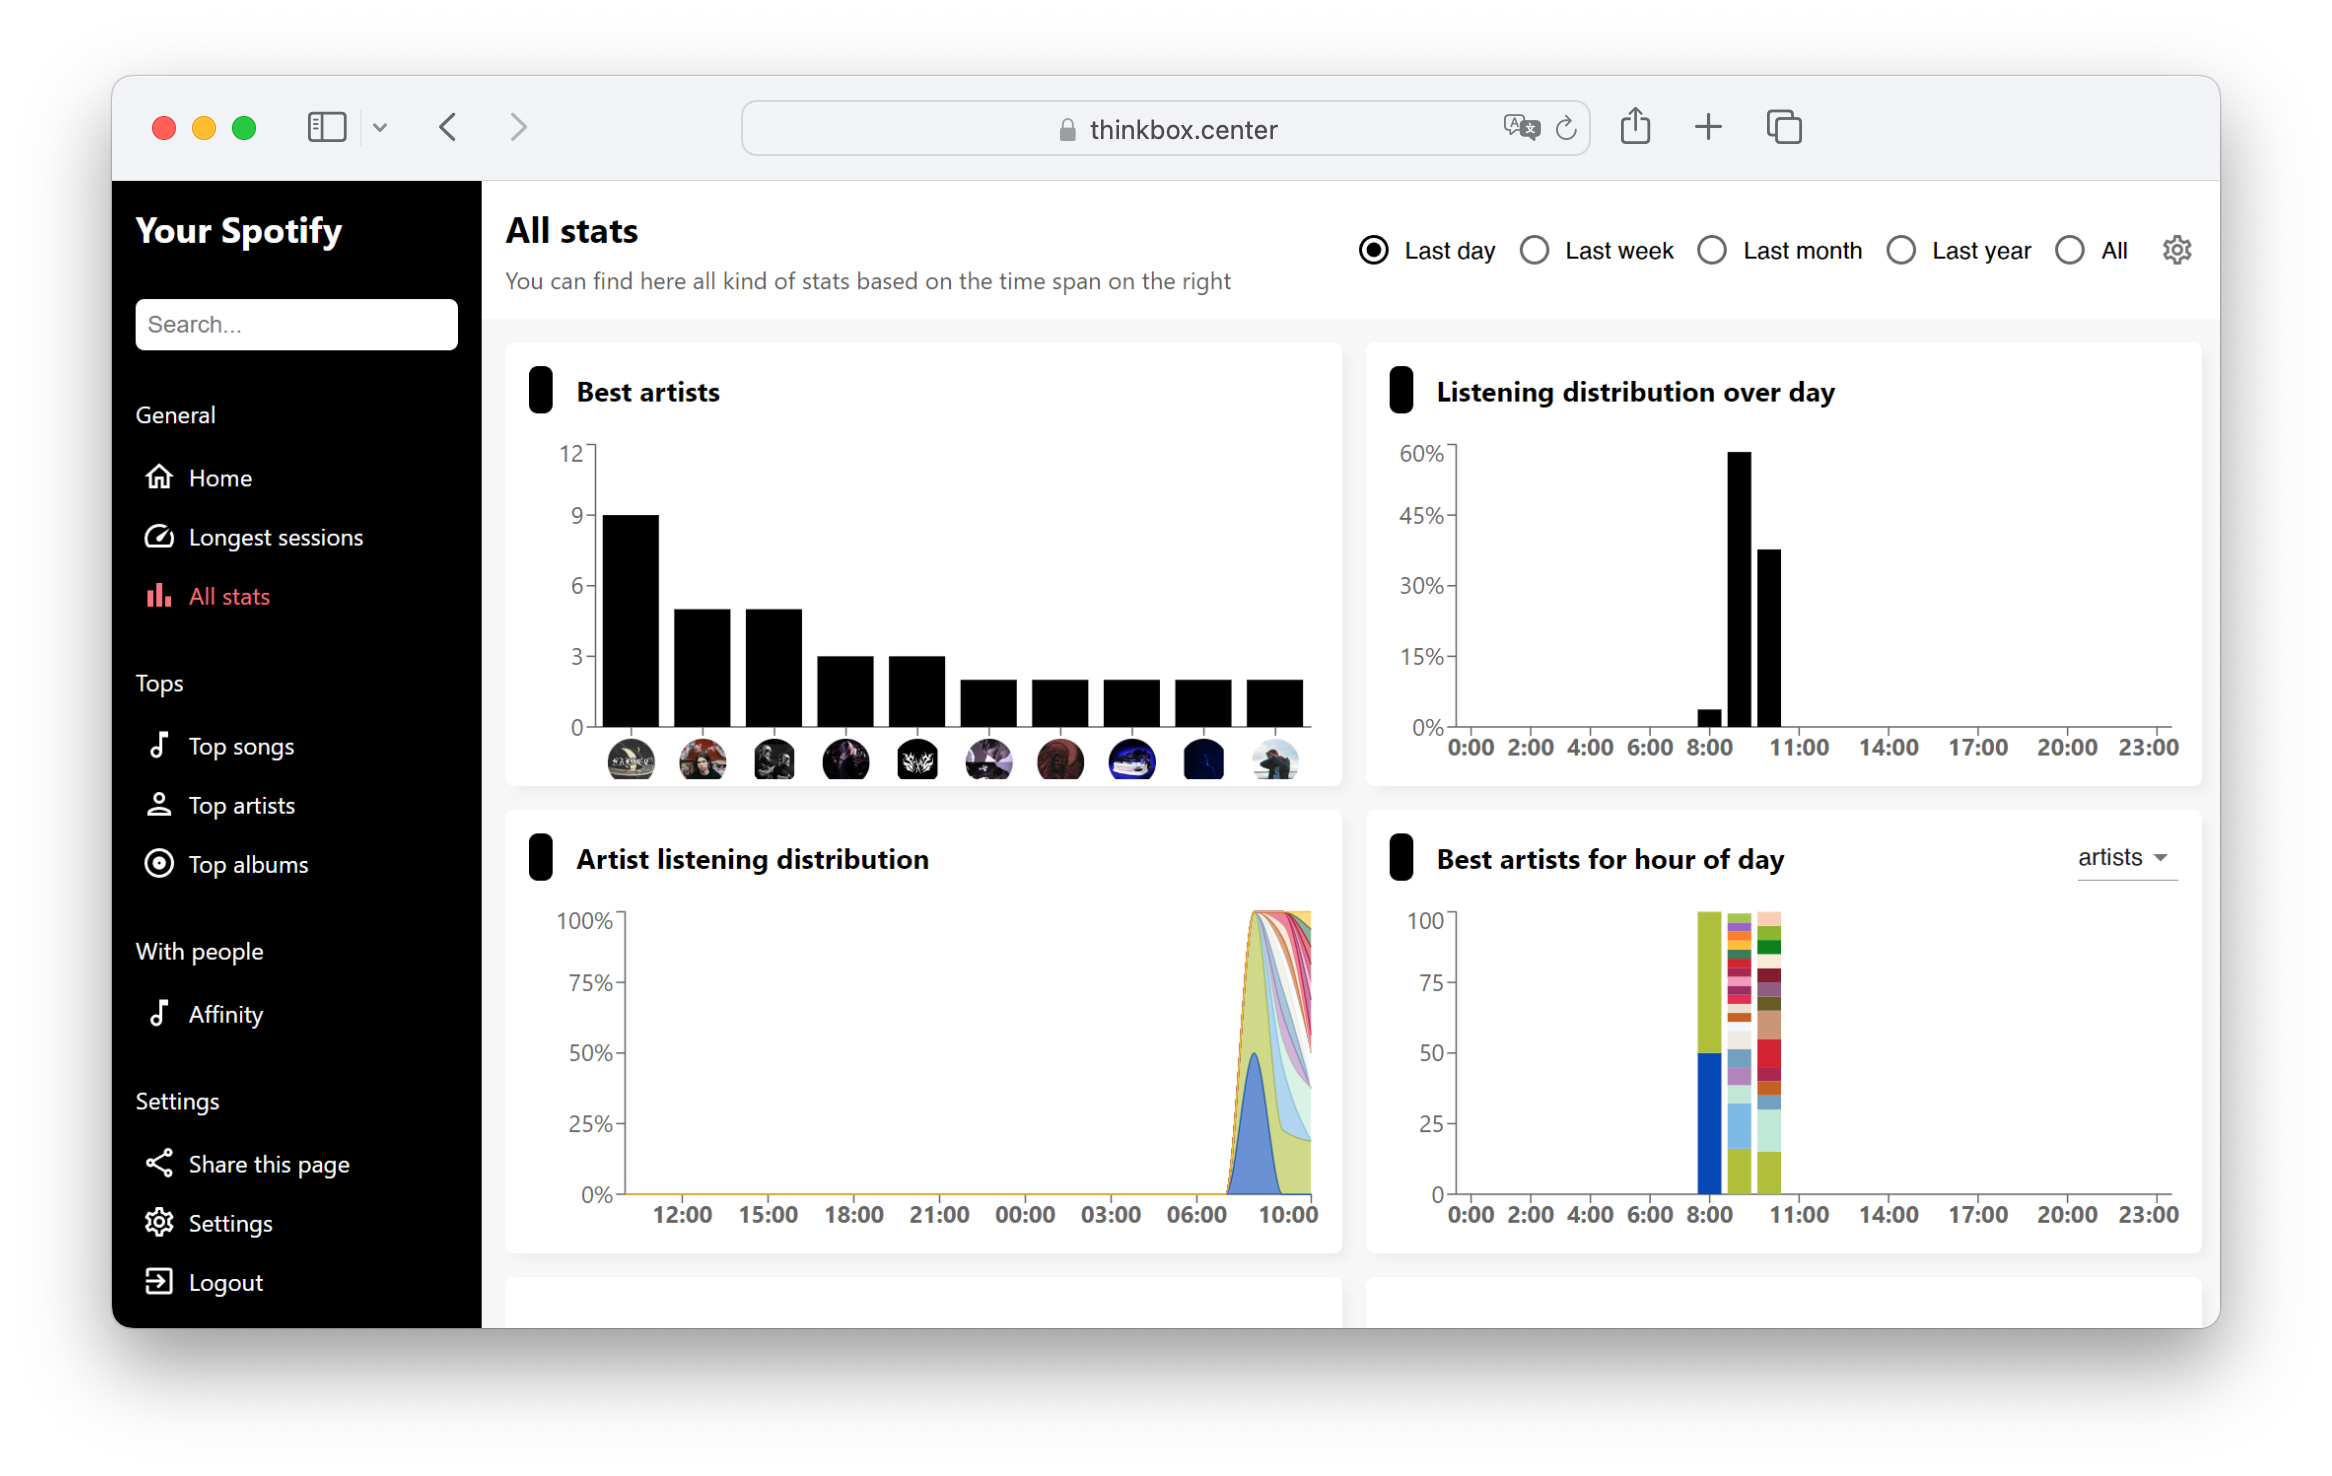 thinkbox.center
Your Spotify
Search...
General
Home
Longest sessions
All stats
Tops
Top songs
Top artists
Top albums
With people
Affinity
Settings
Share this page
Settings
Logout
All stats
You can find here all kind of stats based on the time span on the right
Last day Last week Last month Last year All
Best artists
12
9
6
3
0
Listening distribution over day
60%
45%
30%
15%
0%
0:00 2:00 4:00 6:00 8:00 11:00 14:00 17:00 20:00 23:00
Artist listening distribution
100%
75%
50%
25%
0%
12:00 15:00 18:00 21:00 00:00 03:00 06:00 10:00
Best artists for hour of day
artists
100
75
50
25
0
0:00 2:00 4:00 6:00 8:00 11:00 14:00 17:00 20:00 23:00